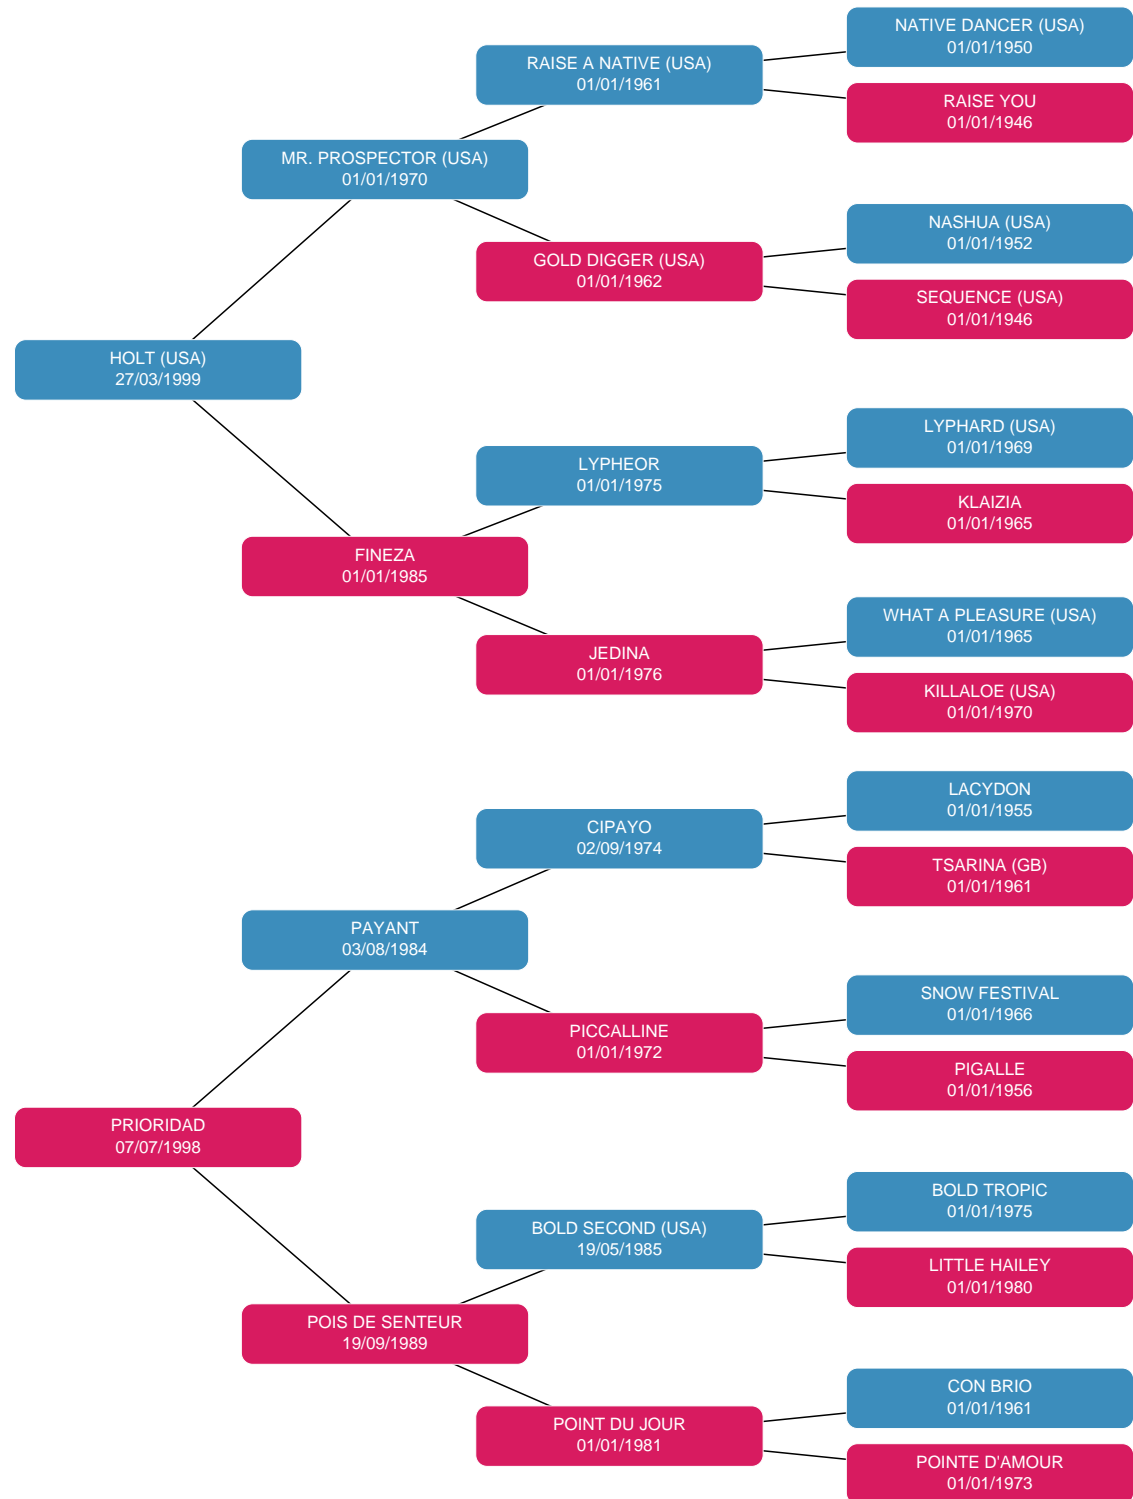 NATIVE DANCER (USA)
01/01/1950
RAISE A NATIVE (USA)
01/01/1961
RAISE YOU
01/01/1946
MR. PROSPECTOR (USA)
01/01/1970
NASHUA (USA)
01/01/1952
GOLD DIGGER (USA)
01/01/1962
SEQUENCE (USA)
01/01/1946
HOLT (USA)
27/03/1999
LYPHARD (USA)
01/01/1969
LYPHEOR
01/01/1975
KLAIZIA
01/01/1965
FINEZA
01/01/1985
WHAT A PLEASURE (USA)
01/01/1965
JEDINA
01/01/1976
KILLALOE (USA)
01/01/1970
LACYDON
01/01/1955
CIPAYO
02/09/1974
TSARINA (GB)
01/01/1961
PAYANT
03/08/1984
SNOW FESTIVAL
01/01/1966
PICCALLINE
01/01/1972
PIGALLE
01/01/1956
PRIORIDAD
07/07/1998
BOLD TROPIC
01/01/1975
BOLD SECOND (USA)
19/05/1985
LITTLE HAILEY
01/01/1980
POIS DE SENTEUR
19/09/1989
CON BRIO
01/01/1961
POINT DU JOUR
01/01/1981
POINTE D'AMOUR
01/01/1973